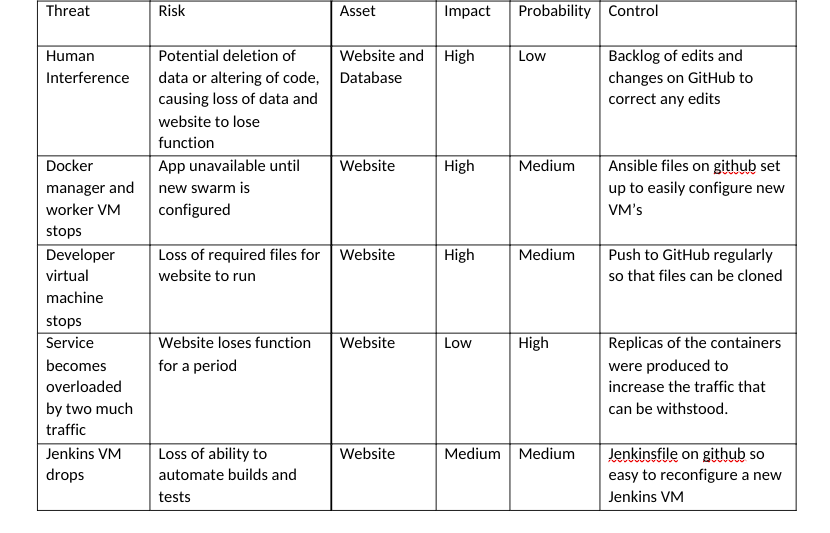 Threat Risk Asset Impact Probability Control
Human Interference
Potential deletion of data or altering of code, causing loss of data and website to lose function
Website and Database
High
Low
Backlog of edits and changes on GitHub to correct any edits
Docker manager and worker VM stops
App unavailable until new swarm is configured
Website
High
Medium
Ansible files on github set up to easily configure new VM’s
Developer virtual machine stops
Loss of required files for website to run
Website
High
Medium
Push to GitHub regularly so that files can be cloned
Service becomes overloaded by two much traffic
Website loses function for a period
Website
Low
High
Replicas of the containers were produced to increase the traffic that can be withstood.
Jenkins VM drops
Loss of ability to automate builds and tests
Website
Medium
Medium
Jenkinsfile on github so easy to reconfigure a new Jenkins VM